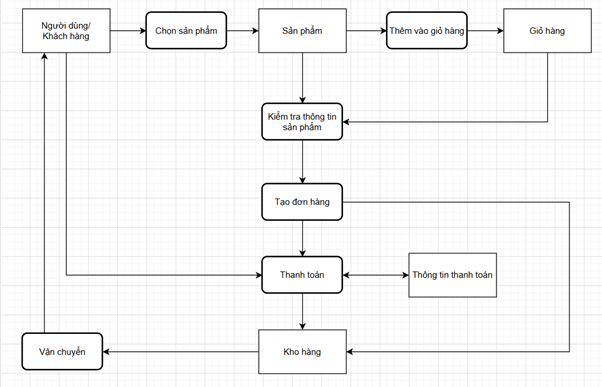 Người dùng/
Khách hàng
Chọn sản phẩm
Sản phẩm
Thêm vào giỏ hàng
Giỏ hàng
Kiểm tra thông tin
sản phẩm
Tạo đơn hàng
Thanh toán
Thông tin thanh toán
Vận chuyển
Kho hàng